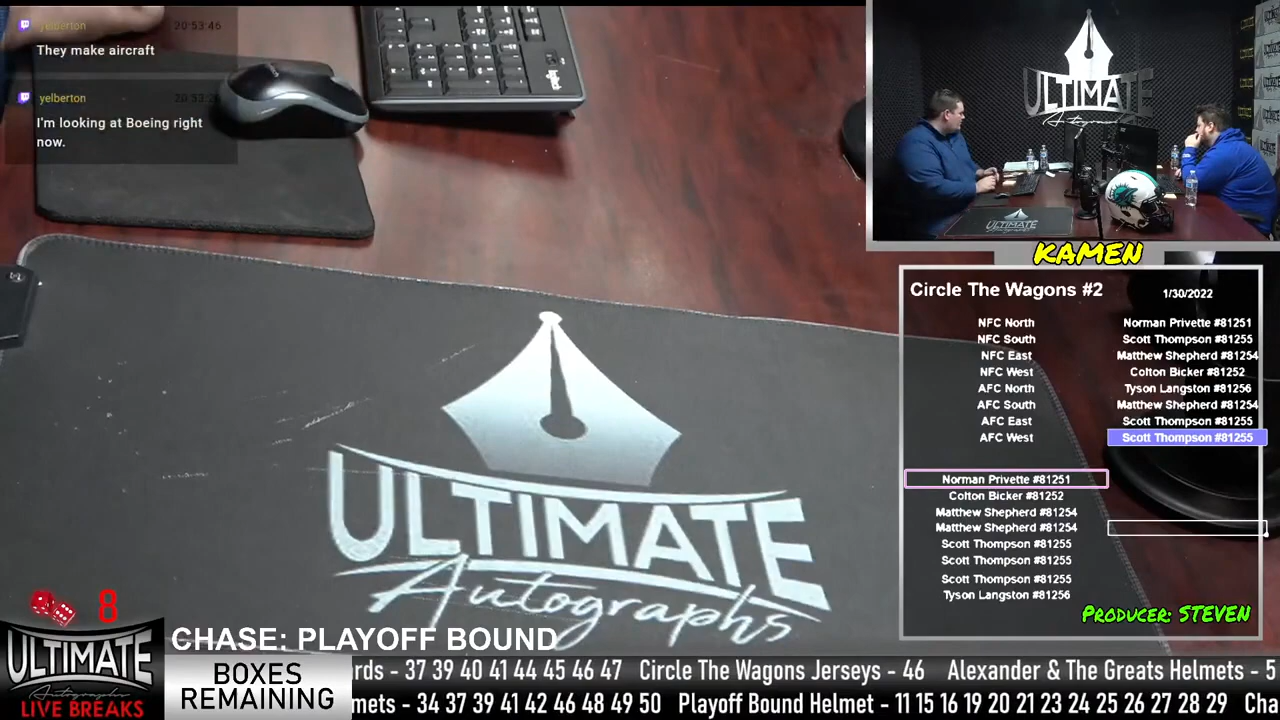 yelberton 20:53:46
They make aircraft
yelberton
I'm looking at Boeing right
now.
ULTIMATE
Autographs
ULTIMATE
KAMEN
Circle The Wagons #2 1/30/2022
NFC North Norman Privette #81251
NFC South Scott Thompson #81255
NFC East Matthew Shepherd #81254
NFC West Colton Bicker #81252
AFC North Tyson Langston #81256
AFC South Matthew Shepherd #81254
AFC East Scott Thompson #81255
AFC West Scott Thompson #81255
Norman Privette #81251
Colton Bicker #81252
Matthew Shepherd #81254
Matthew Shepherd #81254
Scott Thompson #81255
Scott Thompson #81255
Scott Thompson #81255
Tyson Langston #81256
PRODUCER: STEVEN
ULTIMATE
Autographs
8
ULTIMATE
Autographs
LIVE BREAKS
CHASE: PLAYOFF BOUND
BOXES
REMAINING
ards - 37 39 40 41 44 45 46 47 Circle The Wagons Jerseys - 46 Alexander & The Greats Helmets - 5
mets - 34 37 39 41 42 46 48 49 50 Playoff Bound Helmet - 11 15 16 19 20 21 23 24 25 26 27 28 29 Cha